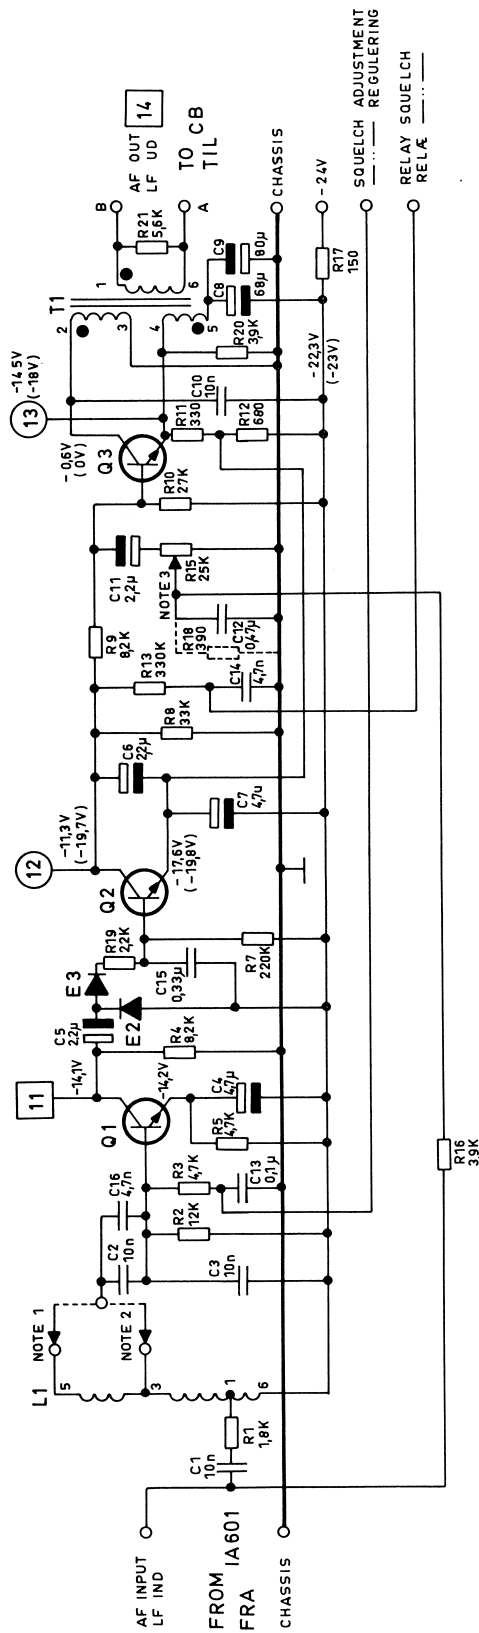 AF INPUT
LF IND
FROM IA601
FRA
CHASSIS
C1
10n
R1
1,8K
L1
5
3
1
6
NOTE 1
NOTE 2
C2
10n
C16
4,7n
C3
10n
R2
12K
R3
4,7K
C13
0,1µ
Q1
11
-14,1V
-14,2V
R5
4,7K
C4
4,7µ
R4
8,2K
C5
2,2µ
E3
E2
R19
2,2K
C15
0,33µ
R7
220K
Q2
12
-11,3V
(-19,7V)
-17,6V
(-19,8V)
C6
22µ
C7
4,7u
R8
33K
R13
330K
C14
4,7n
R9
8,2K
R18
390
C12
0,47µ
NOTE 3
C11
2,2µ
R15
25K
R10
27K
Q3
-0,6V
( 0V)
13
-14,5V
(-18V)
R11
330
R12
680
C10
10n
R20
3,9K
T1
2
3
4
5
1
6
C8
68µ
C9
80µ
R21
5,6K
B
A
AF OUT
LF UD
14
TO CB
TIL
CHASSIS
-24V
R17
150
-22,3V
(-23V)
SQUELCH ADJUSTMENT
—..— REGULERING
RELAY SQUELCH
RELÆ —..—
R16
3,9K